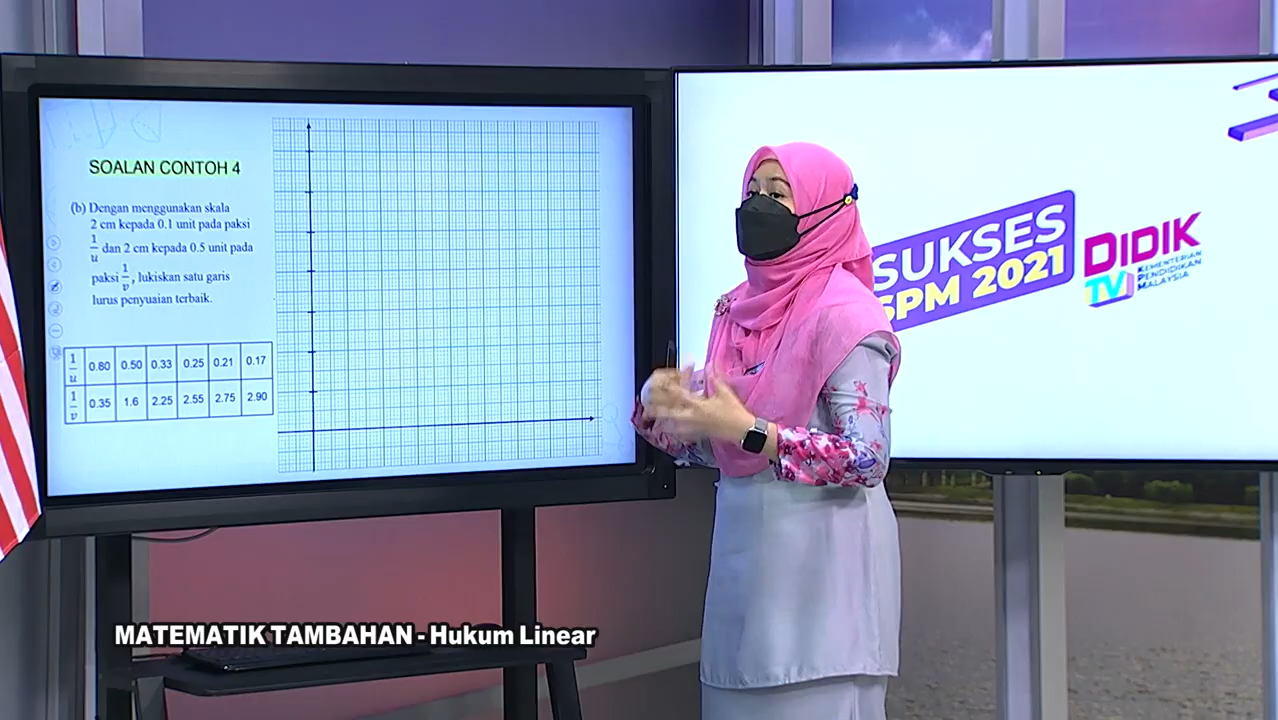 SOALAN CONTOH 4
(b) Dengan menggunakan skala
2 cm kepada 0.1 unit pada paksi
1/u dan 2 cm kepada 0.5 unit pada
paksi 1/v, lukiskan satu garis
lurus penyuaian terbaik.
1/u 0.80 0.50 0.33 0.25 0.21 0.17
1/v 0.35 1.6 2.25 2.55 2.75 2.90
SUKSES
SPM 2021
DIDIK
TV
KEMENTERIAN
PENDIDIKAN
MALAYSIA
MATEMATIK TAMBAHAN - Hukum Linear